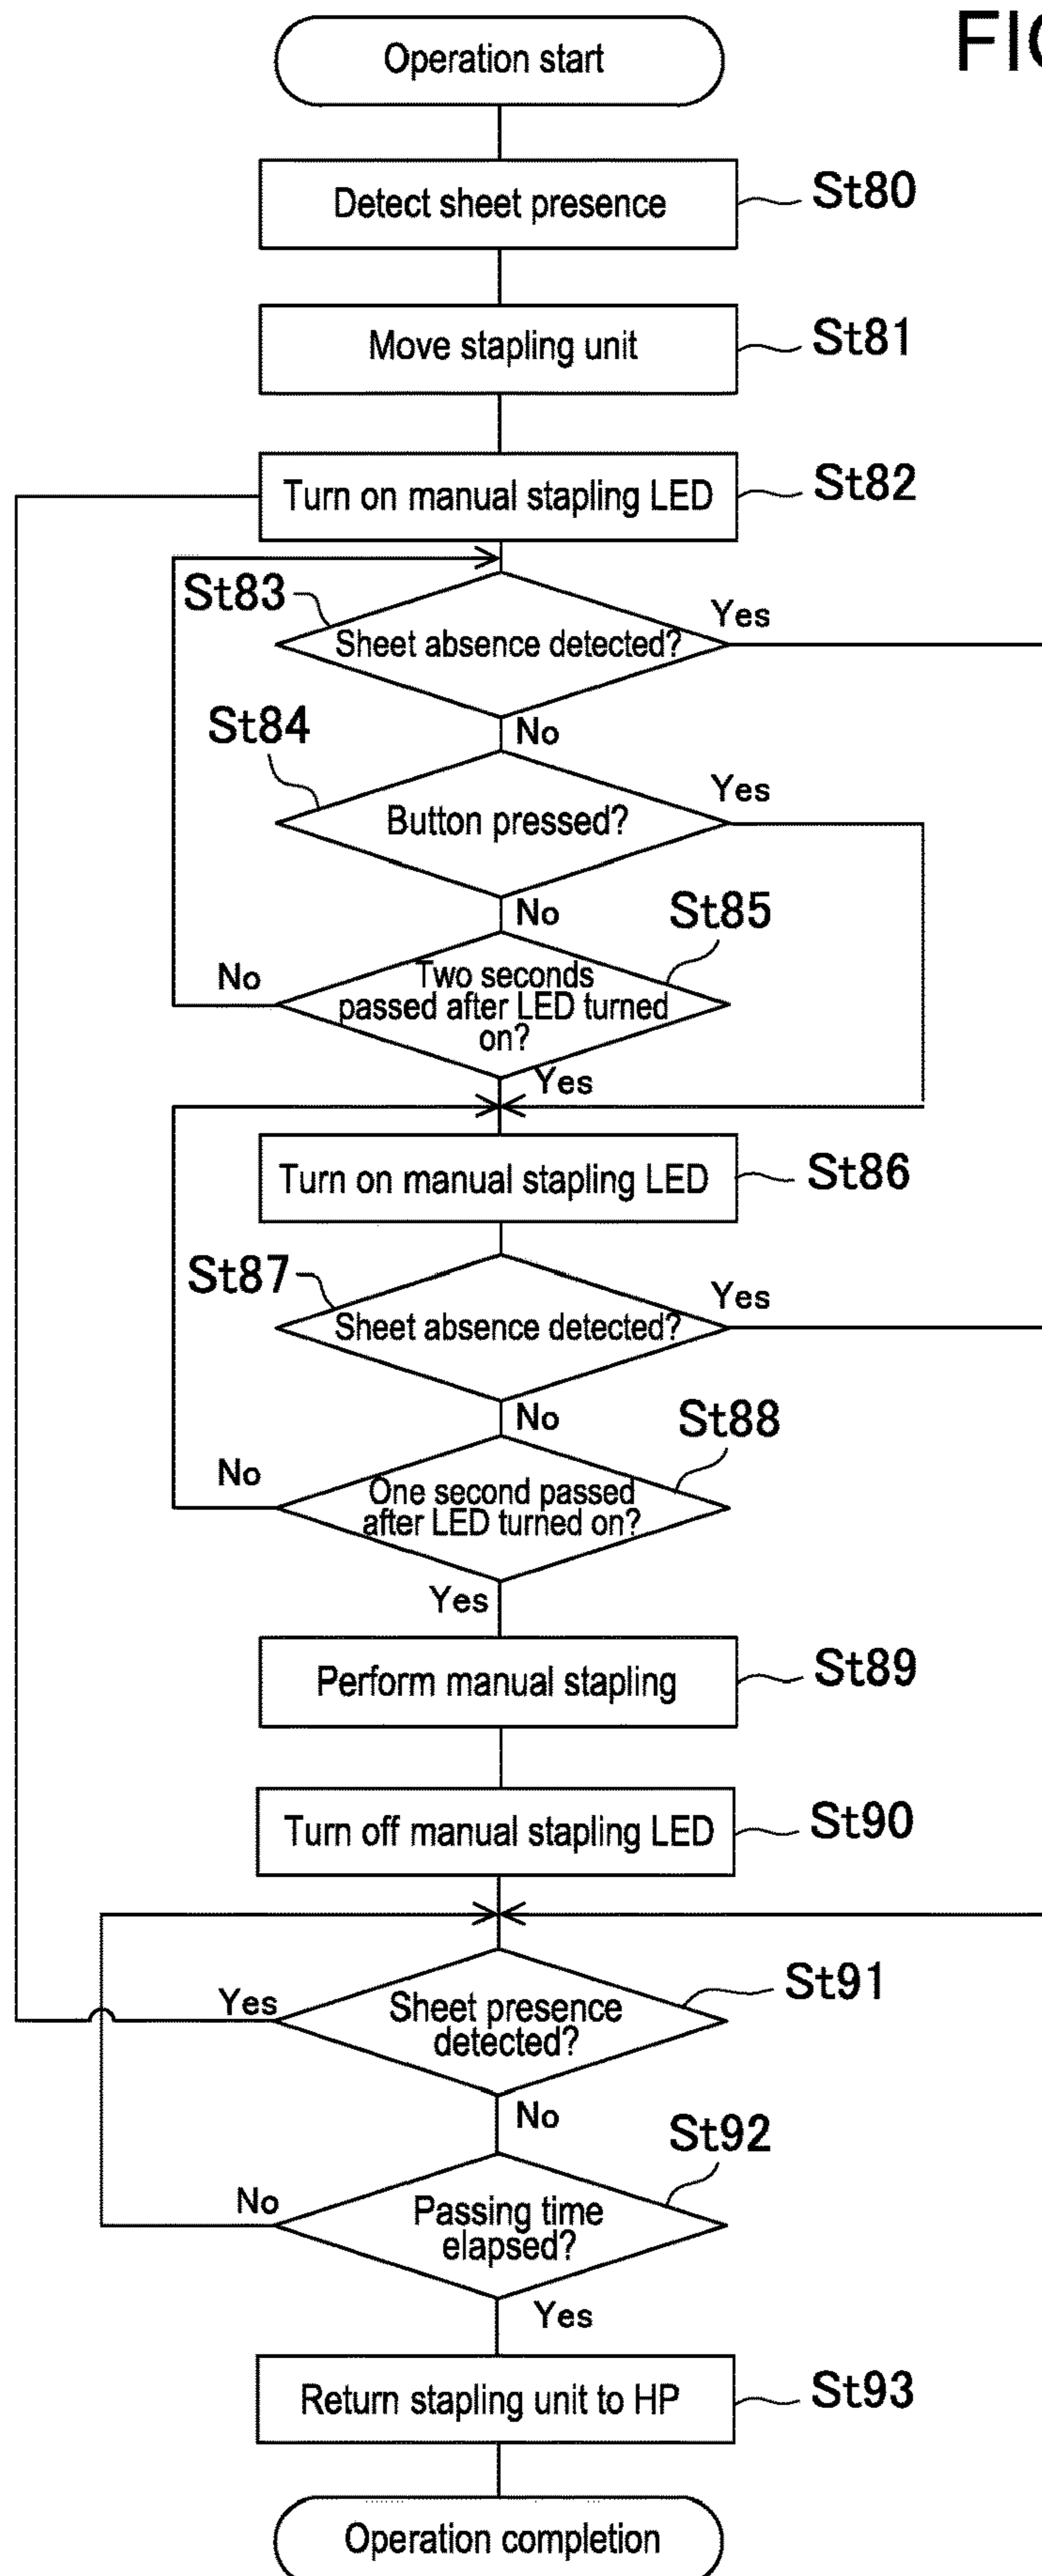 FIG
Operation start
Detect sheet presence
St80
Move stapling unit
St81
Turn on manual stapling LED
St82
St83
Sheet absence detected?
Yes
No
St84
Button pressed?
Yes
No
St85
Two seconds
passed after LED turned
on?
No
Yes
Turn on manual stapling LED
St86
St87
Sheet absence detected?
Yes
No
St88
One second passed
after LED turned on?
No
Yes
Perform manual stapling
St89
Turn off manual stapling LED
St90
St91
Sheet presence
detected?
Yes
No
St92
Passing time
elapsed?
No
Yes
Return stapling unit to HP
St93
Operation completion